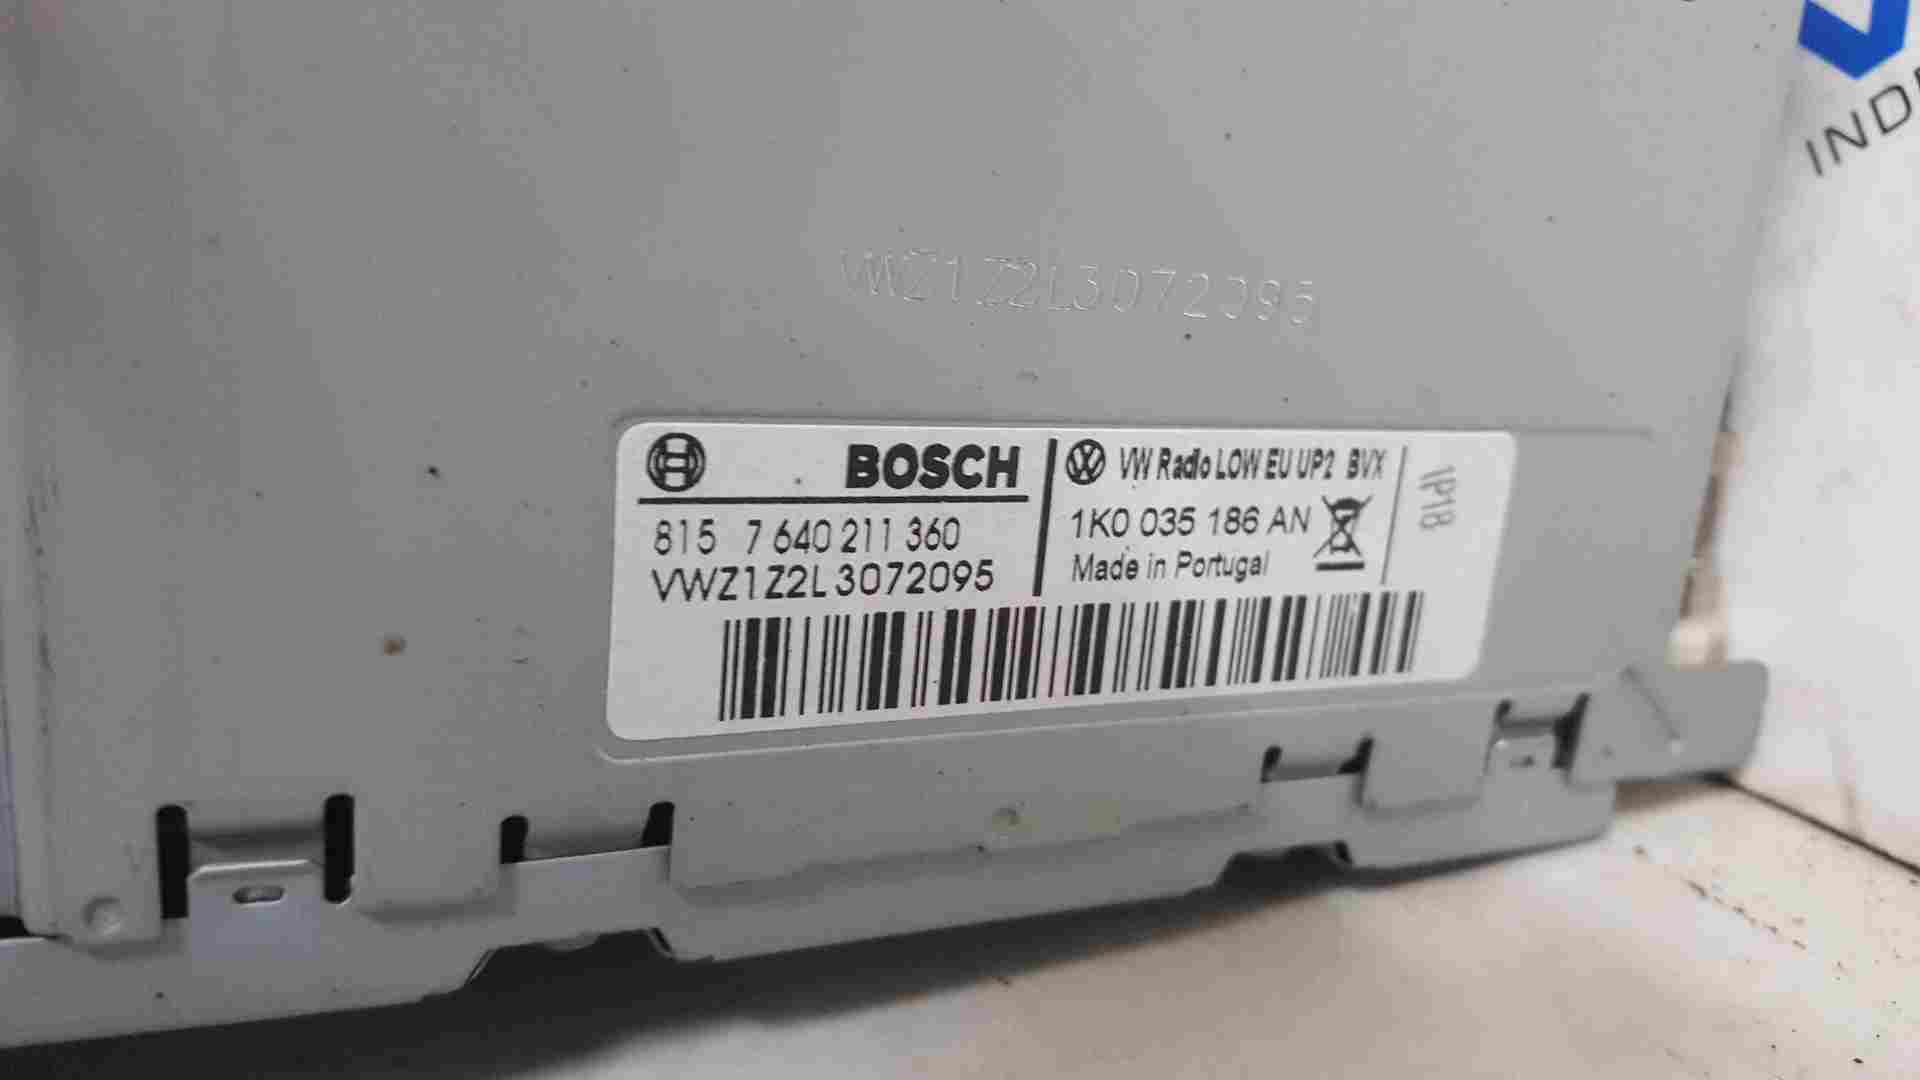 IND
VWZ1Z2L3072095
BOSCH
815 7 640 211 360
VWZ1Z2L3072095
VW Radio LOW EU UP2 BVX
1K0 035 186 AN
Made in Portugal
1P18